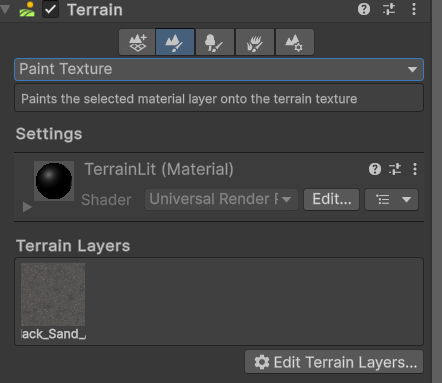 Terrain
Paint Texture
Paints the selected material layer onto the terrain texture
Settings
TerrainLit (Material)
Shader Universal Render F Edit...
Terrain Layers
ack_Sand_
Edit Terrain Layers...